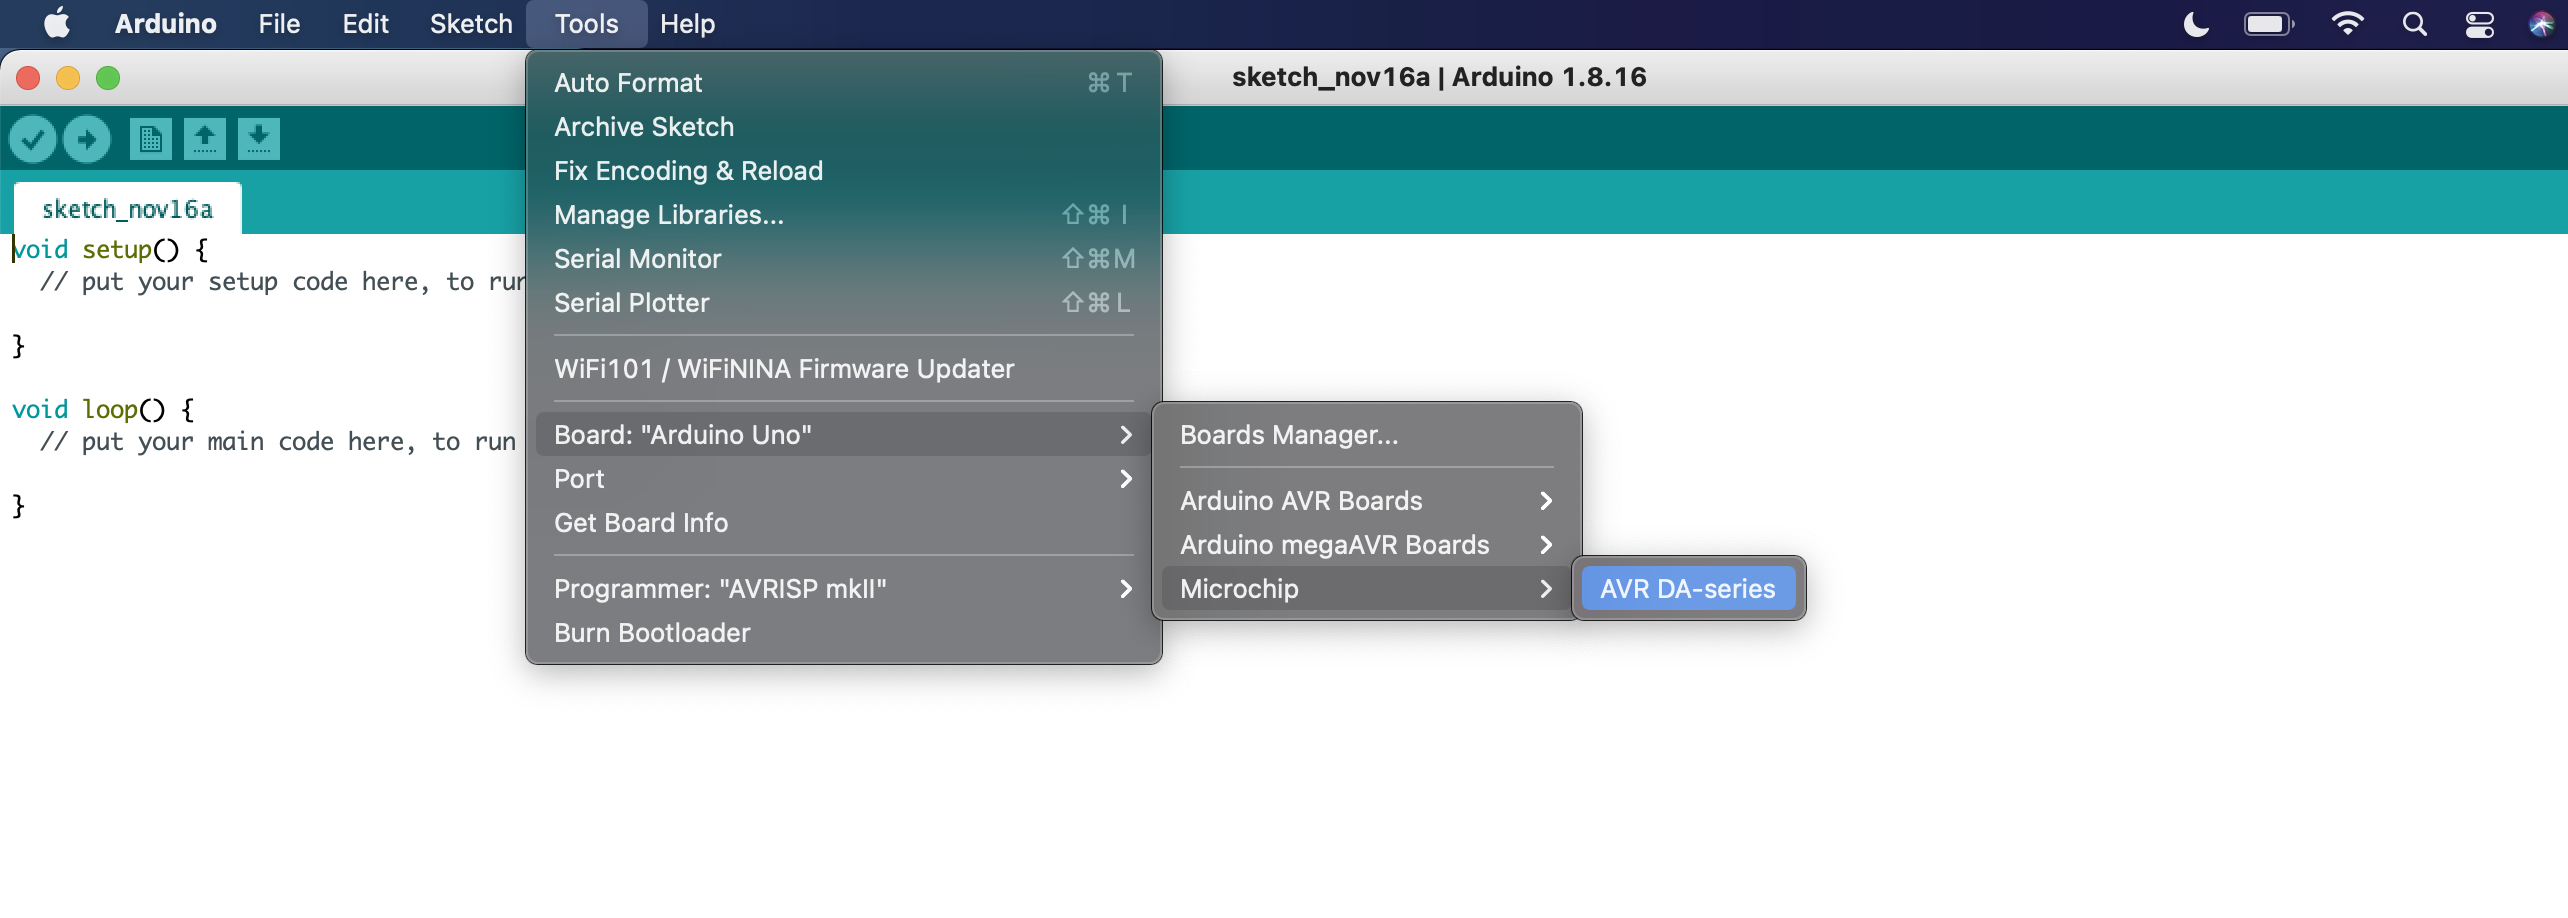 Arduino File Edit Sketch Tools Help
sketch_nov16a | Arduino 1.8.16
sketch_nov16a
void setup() {
// put your setup code here, to run
}
void loop() {
// put your main code here, to run
}
Auto Format ⌘T
Archive Sketch
Fix Encoding & Reload
Manage Libraries... ⇧⌘I
Serial Monitor ⇧⌘M
Serial Plotter ⇧⌘L
WiFi101 / WiFiNINA Firmware Updater
Board: "Arduino Uno"
Port
Get Board Info
Programmer: "AVRISP mkII"
Burn Bootloader
Boards Manager...
Arduino AVR Boards
Arduino megaAVR Boards
Microchip
AVR DA-series